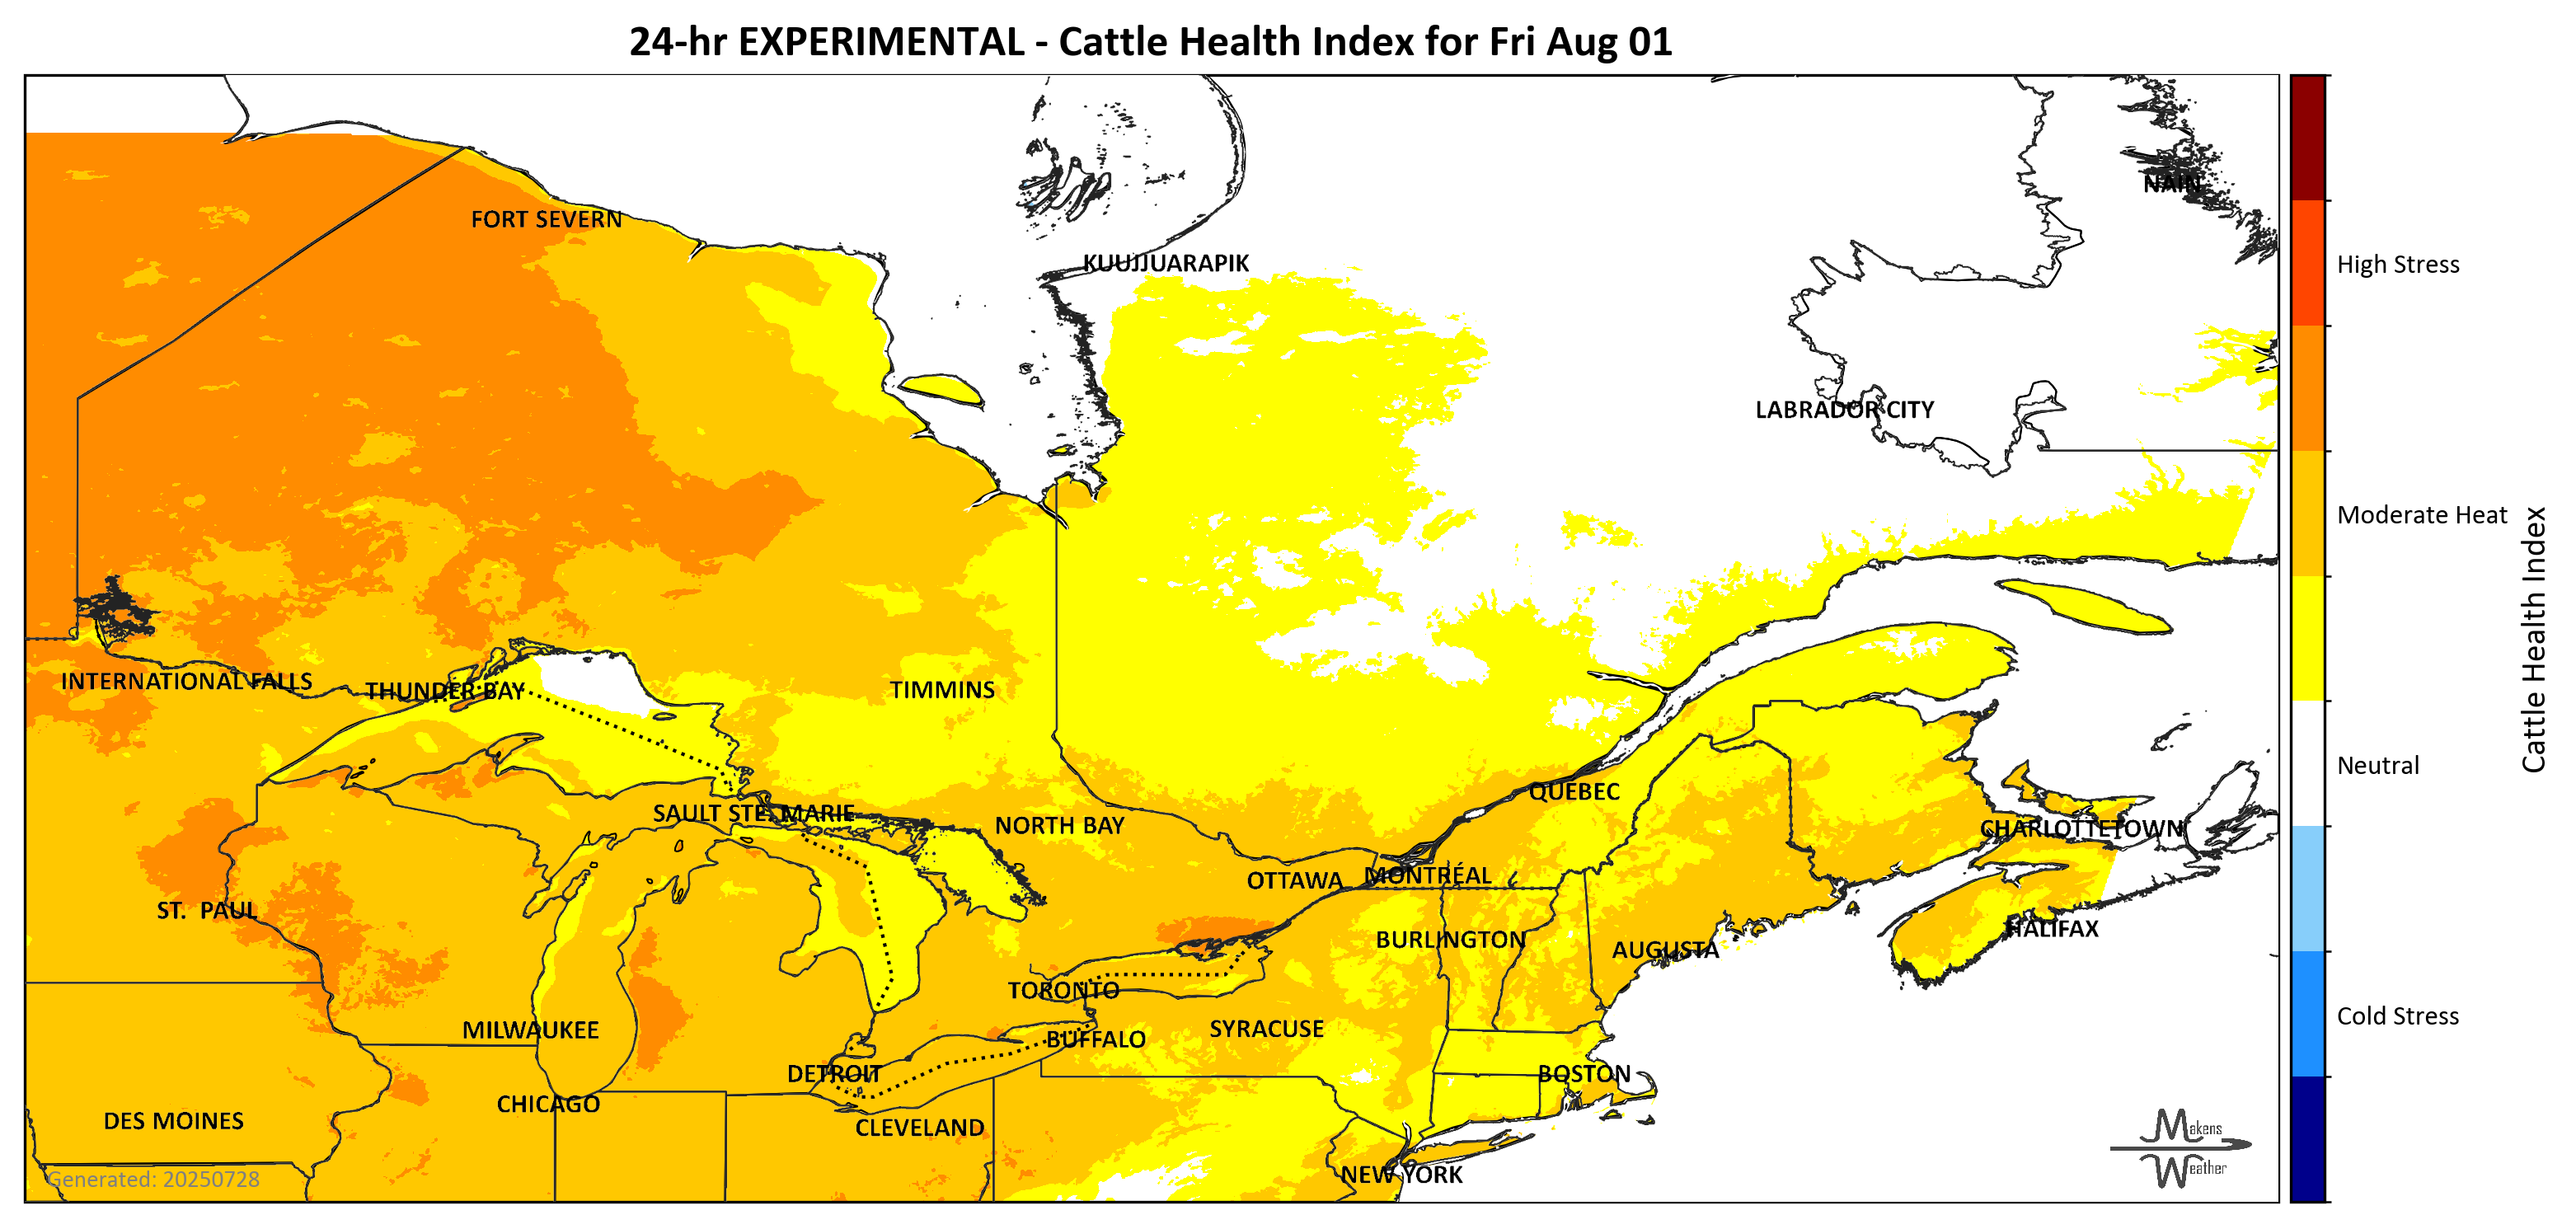 24-hr EXPERIMENTAL - Cattle Health Index for Fri Aug 01
NAIN
FORT SEVERN
KUUJJUARAPIK
High Stress
LABRADOR CITY
Moderate Heat
INTERNATIONAL FALLS
THUNDER BAY
TIMMINS
Cattle Health Index
Neutral
QUEBEC
SAULT STE. MARIE
NORTH BAY
CHARLOTTETOWN
OTTAWA
MONTRÉAL
ST. PAUL
BURLINGTON
AUGUSTA
HALIFAX
TORONTO
Cold Stress
MILWAUKEE
SYRACUSE
BUFFALO
DETROIT
BOSTON
CHICAGO
DES MOINES
CLEVELAND
Makens
Weather
NEW YORK
Generated: 20250728